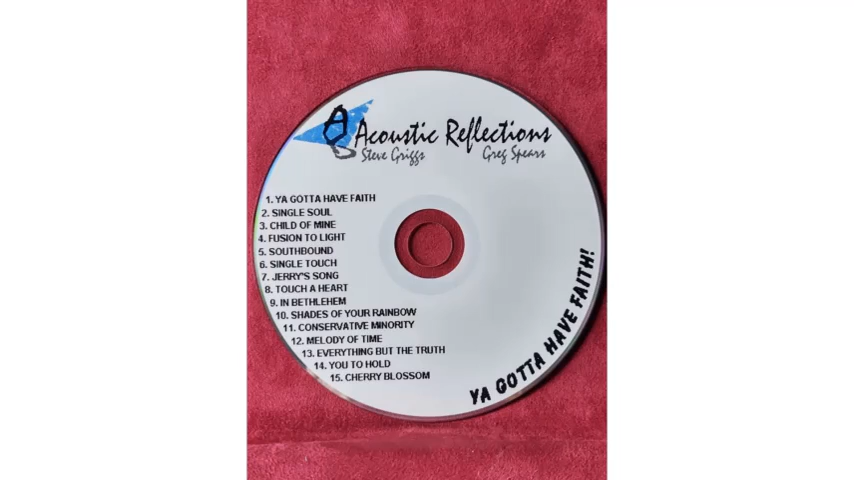 Acoustic Reflections
Steve Griggs Greg Spears
1. YA GOTTA HAVE FAITH
2. SINGLE SOUL
3. CHILD OF MINE
4. FUSION TO LIGHT
5. SOUTHBOUND
6. SINGLE TOUCH
7. JERRY'S SONG
8. TOUCH A HEART
9. IN BETHLEHEM
10. SHADES OF YOUR RAINBOW
11. CONSERVATIVE MINORITY
12. MELODY OF TIME
13. EVERYTHING BUT THE TRUTH
14. YOU TO HOLD
15. CHERRY BLOSSOM
YA GOTTA HAVE FAITH!